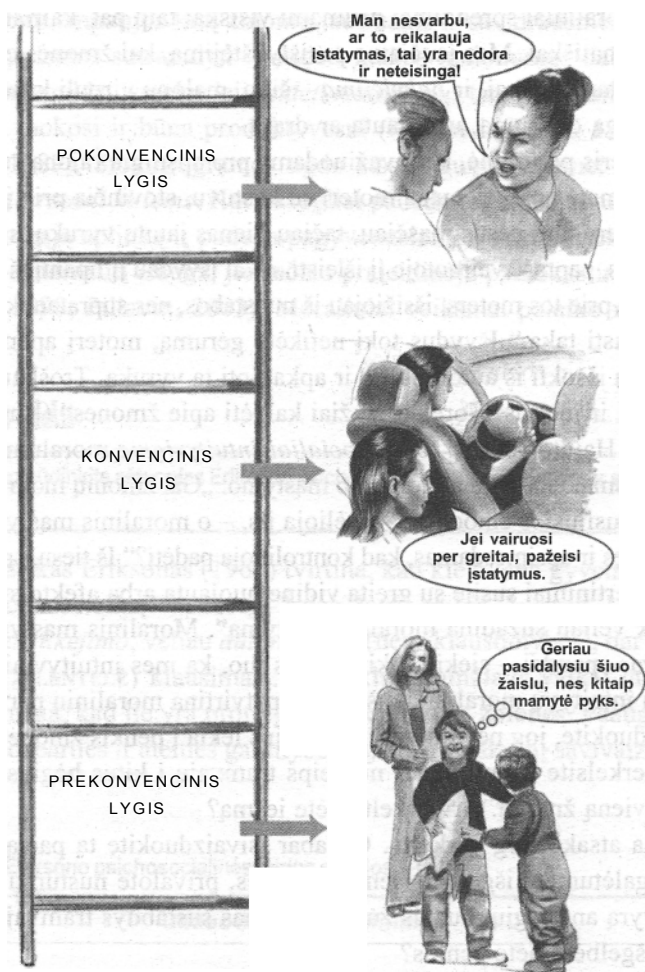 Man nesvarbu,
ar to reikalauja
įstatymas, tai yra nedora
ir neteisinga!
POKONVENCINIS
LYGIS
KONVENCINIS
LYGIS
Jei vairuosi
per greitai, pažeisi
įstatymus.
Geriau
pasidalysiu šiuo
žaislu, nes kitaip
mamytė pyks.
PREKONVENCINIS
LYGIS